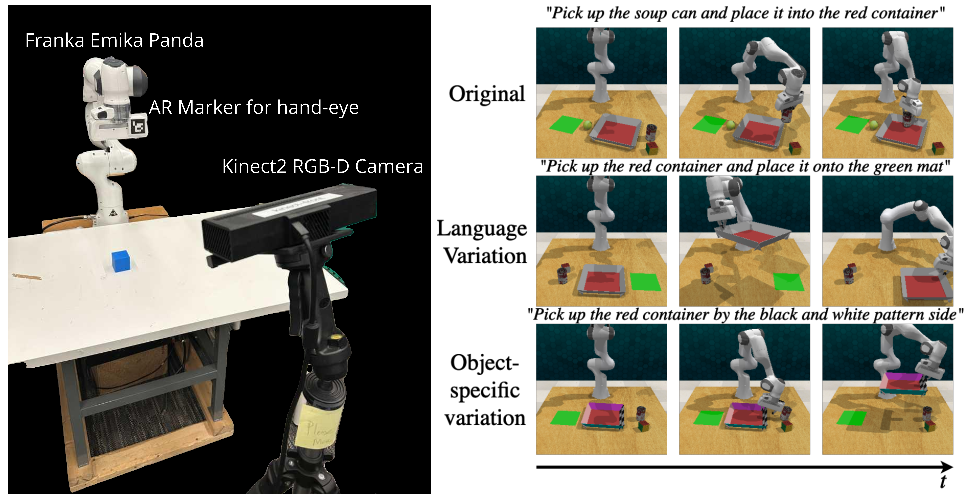 Franka Emika Panda
AR Marker for hand-eye
Kinect2 RGB-D Camera
"Pick up the soup can and place it into the red container"
Original
"Pick up the red container and place it onto the green mat"
Language
Variation
"Pick up the red container by the black and white pattern side"
Object-
specific
variation
t